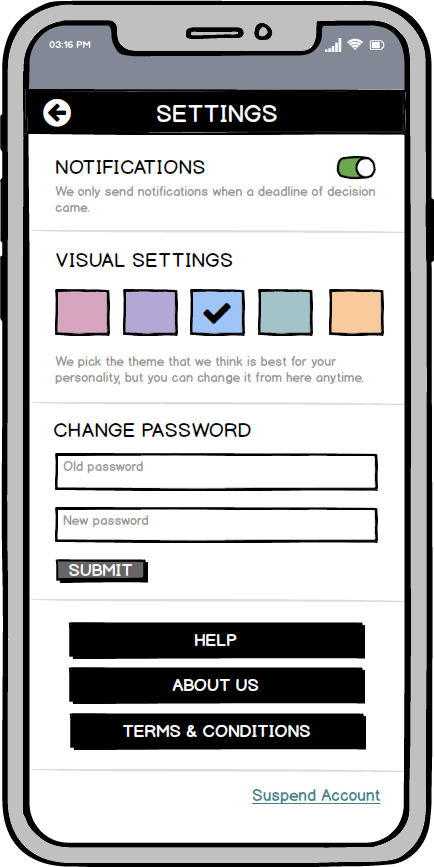 03:16 PM
SETTINGS
NOTIFICATIONS
We only send notifications when a deadline of decision
came.
VISUAL SETTINGS
We pick the theme that we think is best for your
personality, but you can change it from here anytime.
CHANGE PASSWORD
Old password
New password
SUBMIT
HELP
ABOUT US
TERMS & CONDITIONS
Suspend Account